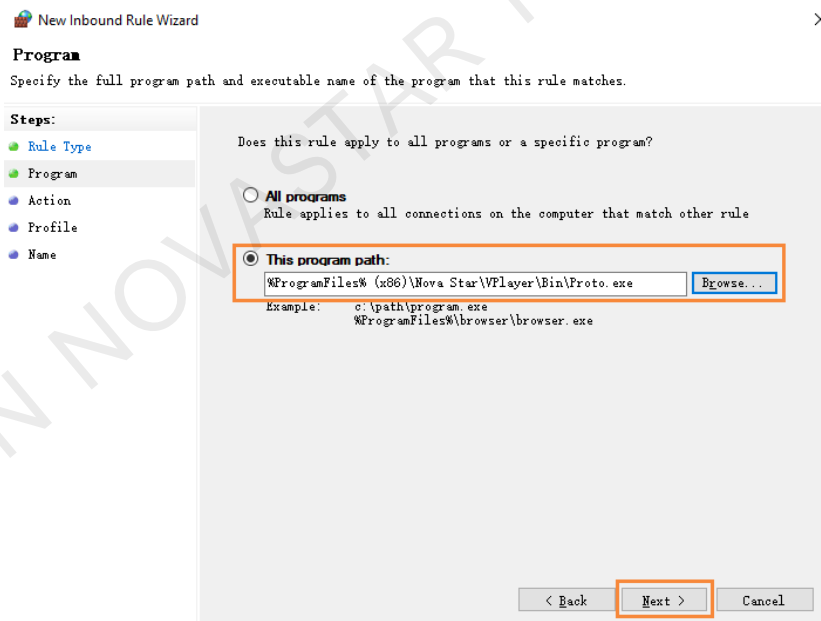 New Inbound Rule Wizard
Program
Specify the full program path and executable name of the program that this rule matches.
Steps:
Rule Type
Program
Action
Profile
Name
Does this rule apply to all programs or a specific program?
All programs
Rule applies to all connections on the computer that match other rule
This program path:
%ProgramFiles% (x86)\Nova Star\VPlayer\Bin\Proto.exe
Browse...
Example: c:\path\program.exe
%ProgramFiles%\browser\browser.exe
< Back
Next >
Cancel
N NOVASTAR